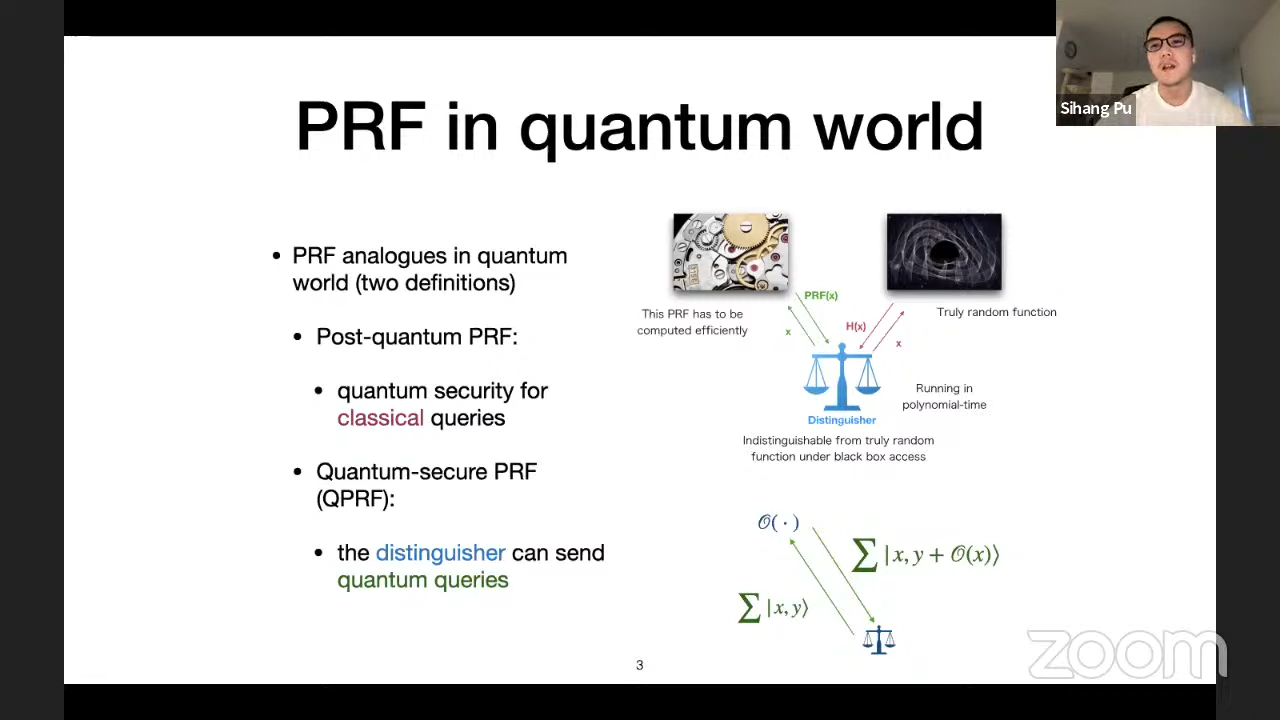 PRF in quantum world
Sihang Pu
• PRF analogues in quantum
world (two definitions)
• Post-quantum PRF:
• quantum security for
classical queries
• Quantum-secure PRF
(QPRF):
• the distinguisher can send
quantum queries
PRF(x)
This PRF has to be
computed efficiently
x
H(x)
x
Truly random function
Running in
polynomial-time
Distinguisher
Indistinguishable from truly random
function under black box access
𝒪( · )
∑ |x, y + 𝒪(x)⟩
∑ |x, y⟩
3
zoom